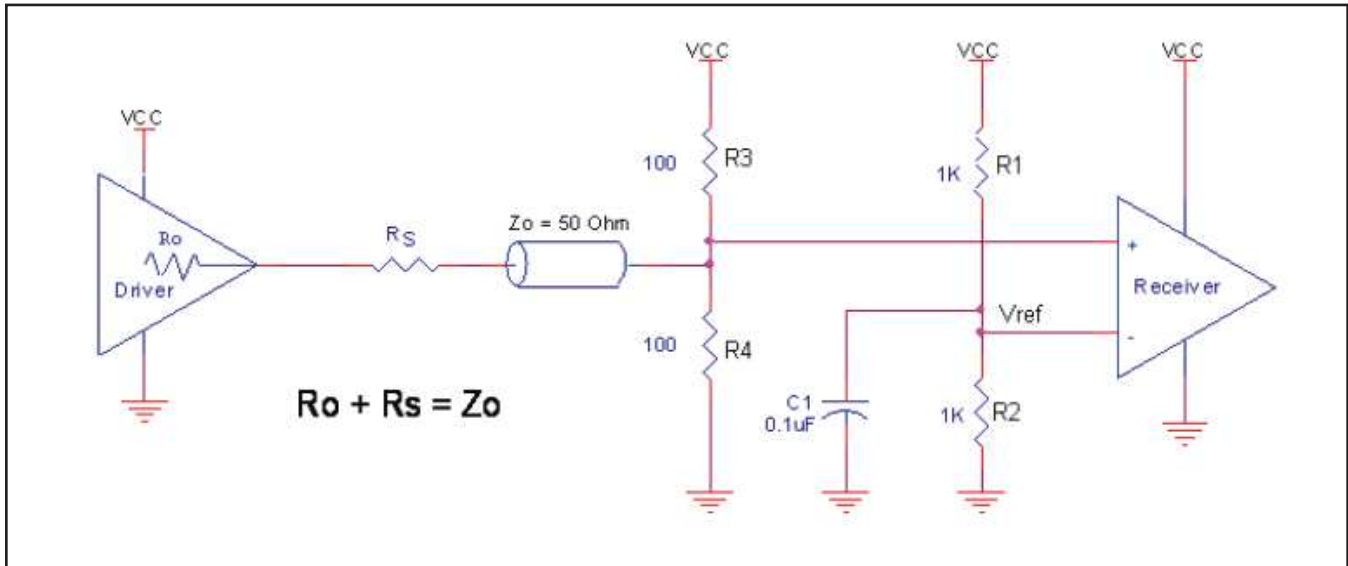 VCC
VCC
VCC
VCC
R3
100
R1
1K
Zo = 50 Ohm
Ro
RS
+
Driver
Receiver
Vref
-
R4
100
Ro + Rs = Zo
C1
0.1uF
1K
R2